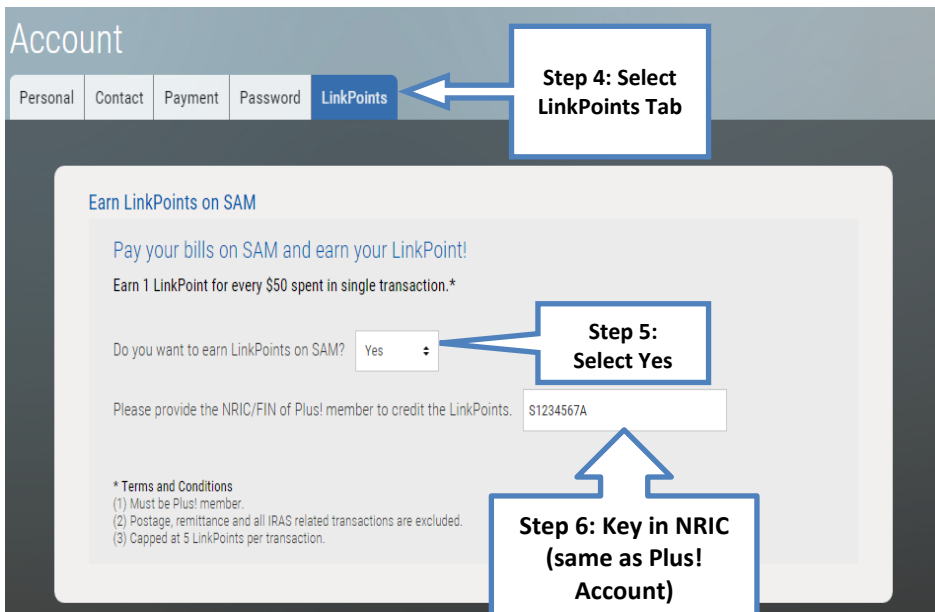 Account
Personal Contact Payment Password LinkPoints
Step 4: Select
LinkPoints Tab
Earn LinkPoints on SAM
Pay your bills on SAM and earn your LinkPoint!
Earn 1 LinkPoint for every $50 spent in single transaction.*
Do you want to earn LinkPoints on SAM? Yes
Step 5:
Select Yes
Please provide the NRIC/FIN of Plus! member to credit the LinkPoints. S1234567A
* Terms and Conditions
(1) Must be Plus! member.
(2) Postage, remittance and all IRAS related transactions are excluded.
(3) Capped at 5 LinkPoints per transaction.
Step 6: Key in NRIC
(same as Plus!
Account)